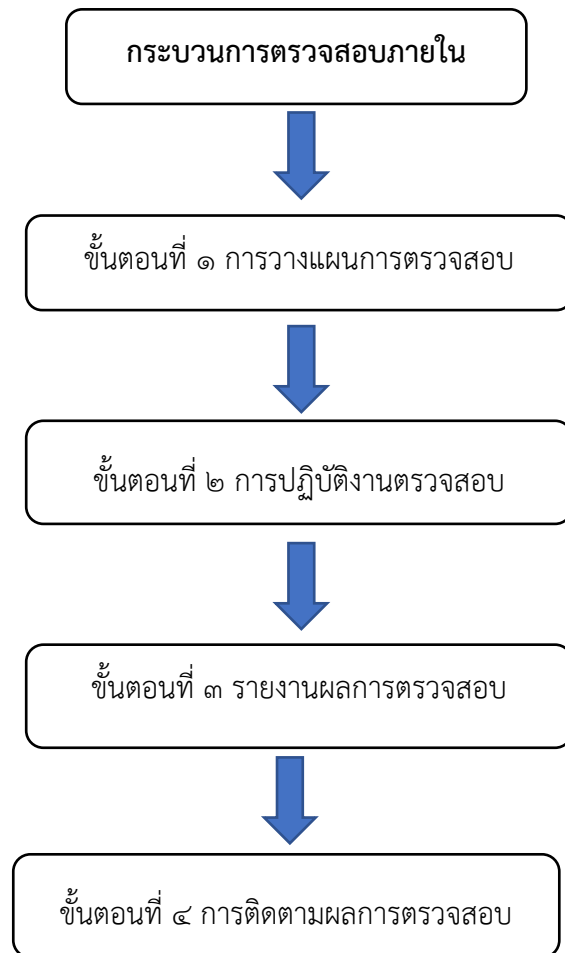 กระบวนการตรวจสอบภายใน
ขั้นตอนที่ ๑ การวางแผนการตรวจสอบ
ขั้นตอนที่ ๒ การปฏิบัติงานตรวจสอบ
ขั้นตอนที่ ๓ รายงานผลการตรวจสอบ
ขั้นตอนที่ ๔ การติดตามผลการตรวจสอบ